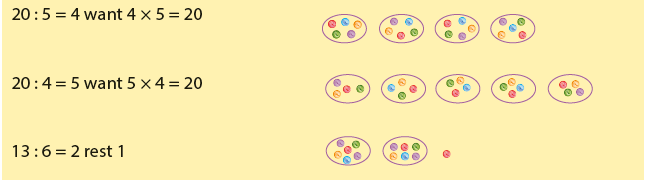 20 : 5 = 4 want 4 × 5 = 20
20 : 4 = 5 want 5 × 4 = 20
13 : 6 = 2 rest 1